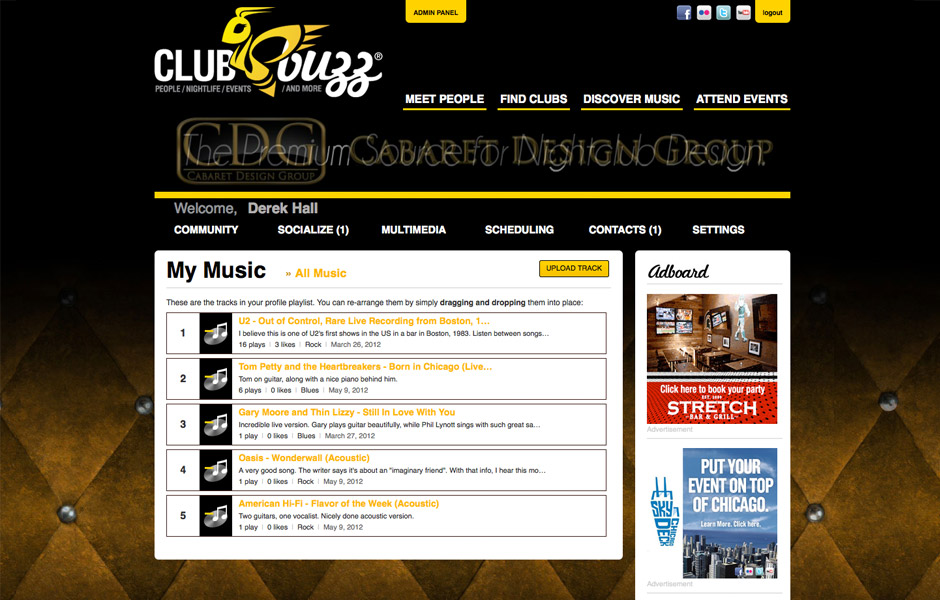 ADMIN PANEL
logout
CLUB buzz®
PEOPLE / NIGHTLIFE / EVENTS / AND MORE
MEET PEOPLE FIND CLUBS DISCOVER MUSIC ATTEND EVENTS
CDG CABARET DESIGN GROUP
The Premium Source for Nightclub Design.
CABARET DESIGN GROUP
Welcome, Derek Hall
COMMUNITY SOCIALIZE (1) MULTIMEDIA SCHEDULING CONTACTS (1) SETTINGS
My Music » All Music UPLOAD TRACK
These are the tracks in your profile playlist. You can re-arrange them by simply dragging and dropping them into place:
1
U2 - Out of Control, Rare Live Recording from Boston, 1…
I believe this is one of U2's first shows in the US in a bar in Boston, 1983. Listen between songs…
16 plays | 3 likes | Rock | March 26, 2012
2
Tom Petty and the Heartbreakers - Born in Chicago (Live…
Tom on guitar, along with a nice piano behind him.
6 plays | 0 likes | Blues | May 9, 2012
3
Gary Moore and Thin Lizzy - Still In Love With You
Incredible live version. Gary plays guitar beautifully, while Phil Lynott sings with such great sa…
1 play | 0 likes | Blues | March 27, 2012
4
Oasis - Wonderwall (Acoustic)
A very good song. The writer says it's about an "imaginary friend". With that info, I hear this mo…
1 play | 0 likes | Rock | May 9, 2012
5
American Hi-Fi - Flavor of the Week (Acoustic)
Two guitars, one vocalist. Nicely done acoustic version.
1 play | 0 likes | Rock | May 9, 2012
Adboard
Click here to book your party
STRETCH
BAR & GRILL
Advertisement
PUT YOUR
EVENT ON TOP
OF CHICAGO.
Learn More. Click here.
SKY
DECK
CHICAGO
Advertisement